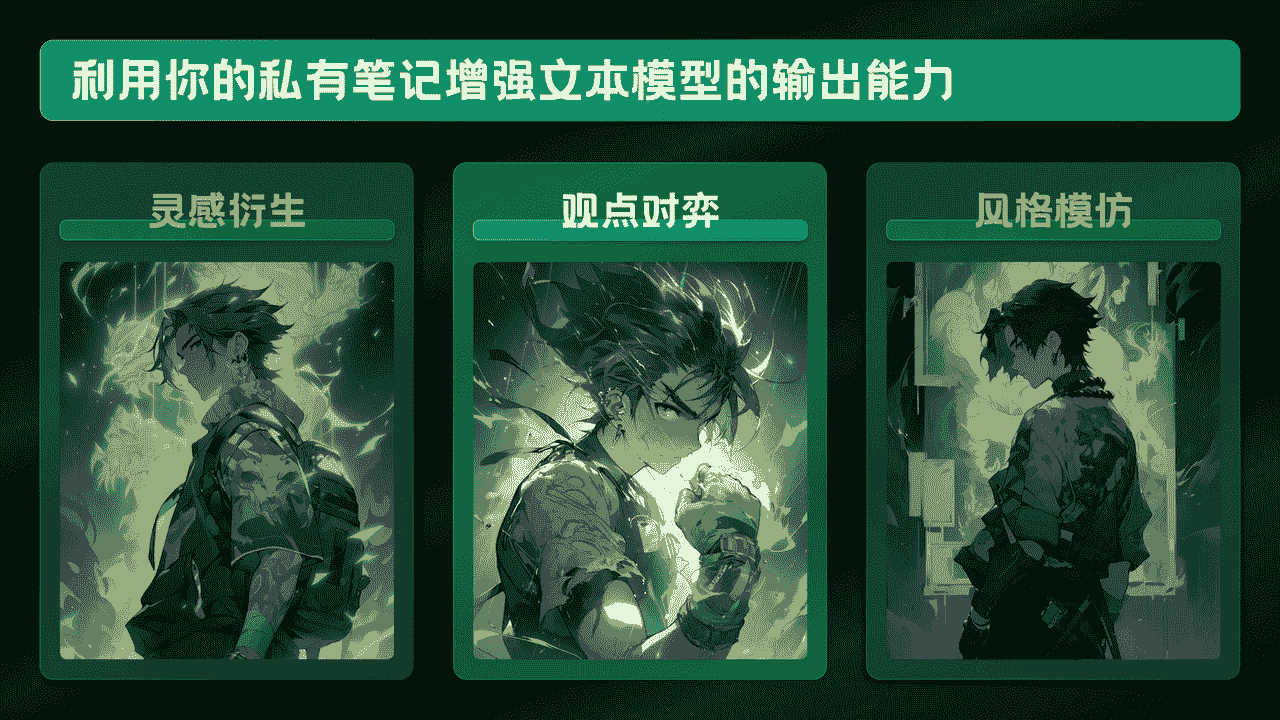 利用你的私有笔记增强文本模型的输出能力
灵感衍生
观点对弈
风格模仿